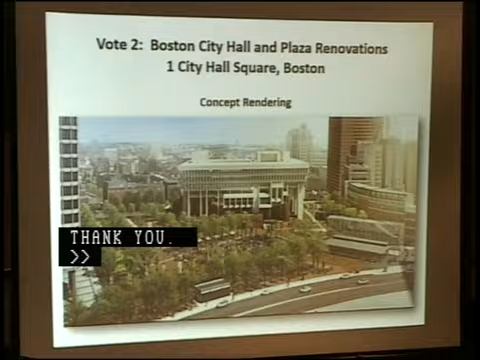 Vote 2: Boston City Hall and Plaza Renovations
1 City Hall Square, Boston
Concept Rendering
THANK YOU.
>>